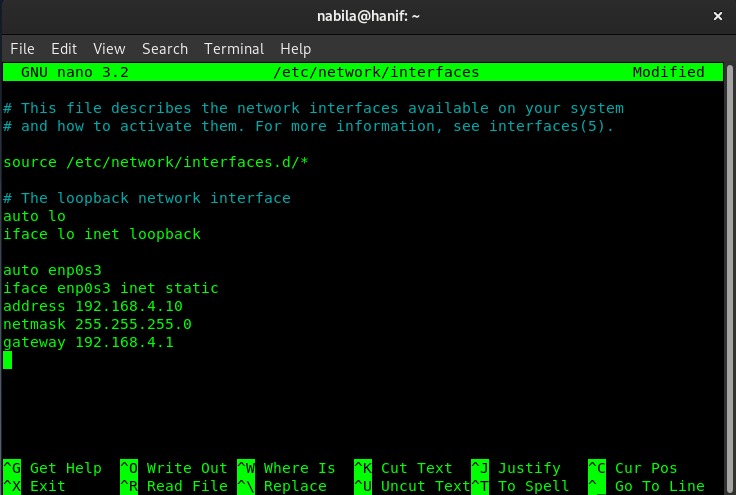 nabila@hanif: ~ ×
File Edit View Search Terminal Help
GNU nano 3.2 /etc/network/interfaces Modified
# This file describes the network interfaces available on your system
# and how to activate them. For more information, see interfaces(5).
source /etc/network/interfaces.d/*
# The loopback network interface
auto lo
iface lo inet loopback
auto enp0s3
iface enp0s3 inet static
address 192.168.4.10
netmask 255.255.255.0
gateway 192.168.4.1
^G Get Help ^O Write Out ^W Where Is ^K Cut Text ^J Justify ^C Cur Pos
^X Exit ^R Read File ^\ Replace ^U Uncut Text ^T To Spell ^_ Go To Line